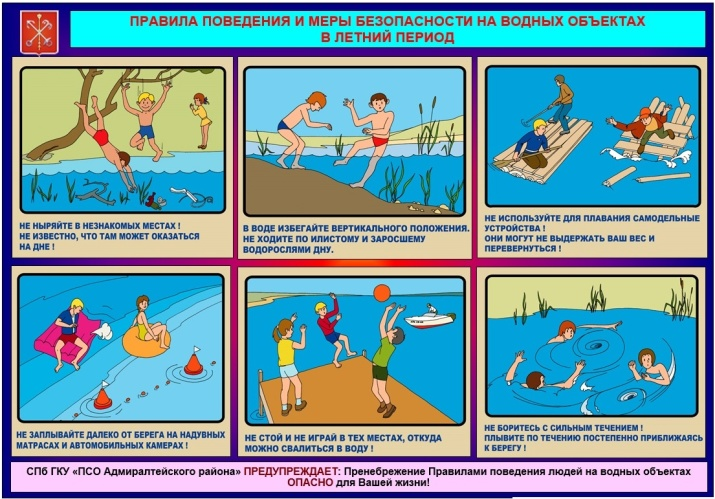 ПРАВИЛА ПОВЕДЕНИЯ И МЕРЫ БЕЗОПАСНОСТИ НА ВОДНЫХ ОБЪЕКТАХ
В ЛЕТНИЙ ПЕРИОД
НЕ НЫРЯЙТЕ В НЕЗНАКОМЫХ МЕСТАХ !
НЕ ИЗВЕСТНО, ЧТО ТАМ МОЖЕТ ОКАЗАТЬСЯ
НА ДНЕ !
В ВОДЕ ИЗБЕГАЙТЕ ВЕРТИКАЛЬНОГО ПОЛОЖЕНИЯ.
НЕ ХОДИТЕ ПО ИЛИСТОМУ И ЗАРОСШЕМУ
ВОДОРОСЛЯМИ ДНУ.
НЕ ИСПОЛЬЗУЙТЕ ДЛЯ ПЛАВАНИЯ САМОДЕЛЬНЫЕ
УСТРОЙСТВА !
ОНИ МОГУТ НЕ ВЫДЕРЖАТЬ ВАШ ВЕС И
ПЕРЕВЕРНУТЬСЯ !
НЕ ЗАПЛЫВАЙТЕ ДАЛЕКО ОТ БЕРЕГА НА НАДУВНЫХ
МАТРАСАХ И АВТОМОБИЛЬНЫХ КАМЕРАХ !
НЕ СТОЙ И НЕ ИГРАЙ В ТЕХ МЕСТАХ, ОТКУДА
МОЖНО СВАЛИТЬСЯ В ВОДУ !
НЕ БОРИТЕСЬ С СИЛЬНЫМ ТЕЧЕНИЕМ !
ПЛЫВИТЕ ПО ТЕЧЕНИЮ ПОСТЕПЕННО ПРИБЛИЖАЯСЬ
К БЕРЕГУ !
СПб ГКУ «ПСО Адмиралтейского района» ПРЕДУПРЕЖДАЕТ: Пренебрежение Правилами поведения людей на водных объектах
ОПАСНО для Вашей жизни!